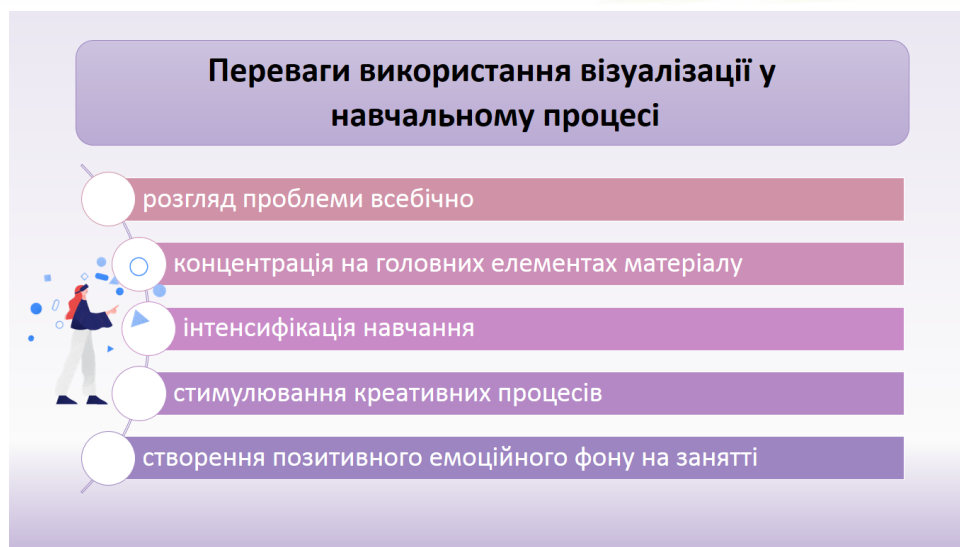 Переваги використання візуалізації у
навчальному процесі
розгляд проблеми всебічно
концентрація на головних елементах матеріалу
інтенсифікація навчання
стимулювання креативних процесів
створення позитивного емоційного фону на занятті